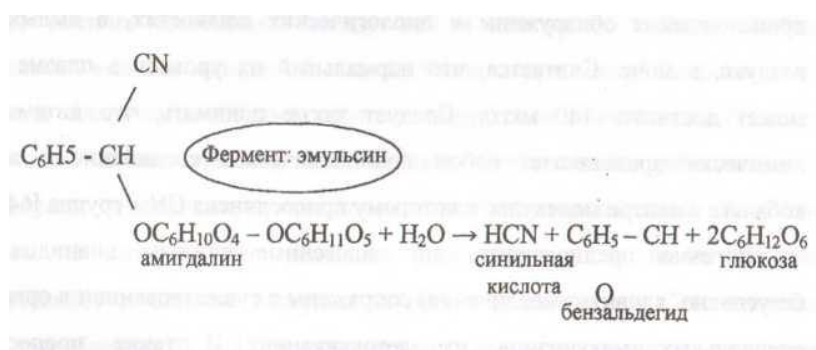 CN
C₆H5 - CH
Фермент: эмульсин
OC₆H₁₀O₄ – OC₆H₁₁O₅ + H₂O → HCN + C₆H₅ – CH + 2C₆H₁₂O₆
амигдалин синильная глюкоза
кислота O
бензальдегид